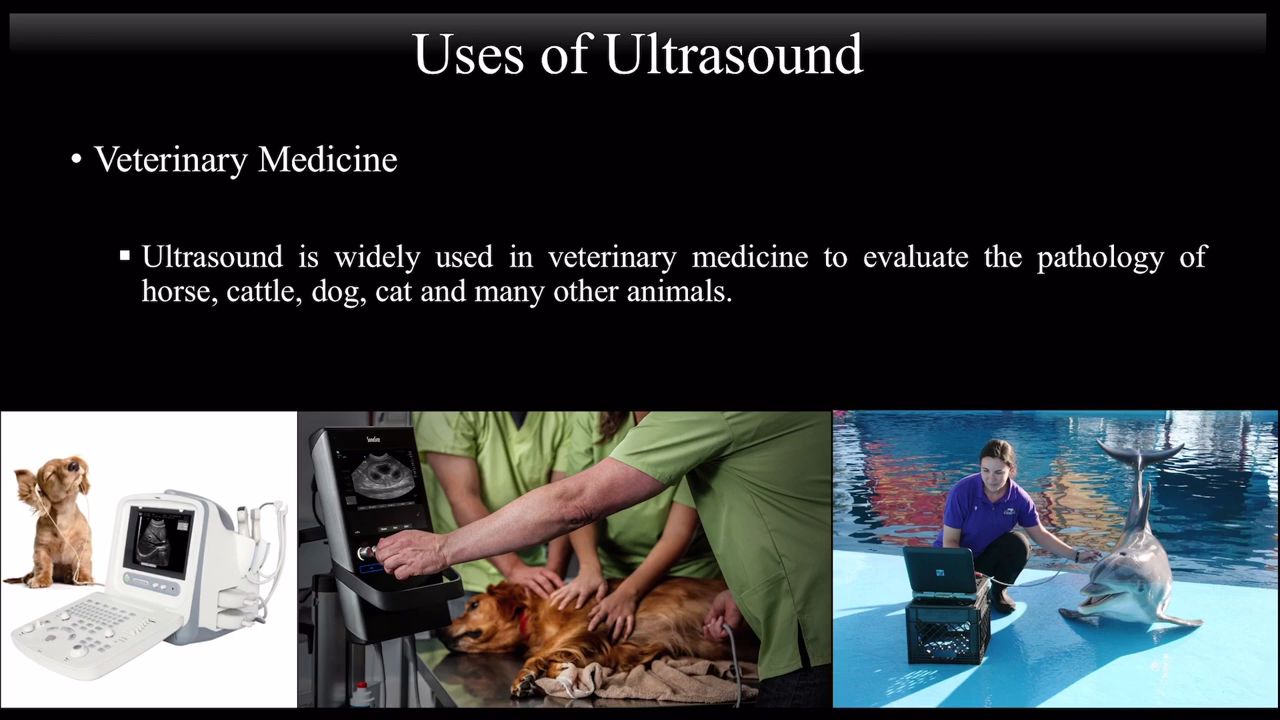 Uses of Ultrasound
• Veterinary Medicine
▪ Ultrasound is widely used in veterinary medicine to evaluate the pathology of
horse, cattle, dog, cat and many other animals.